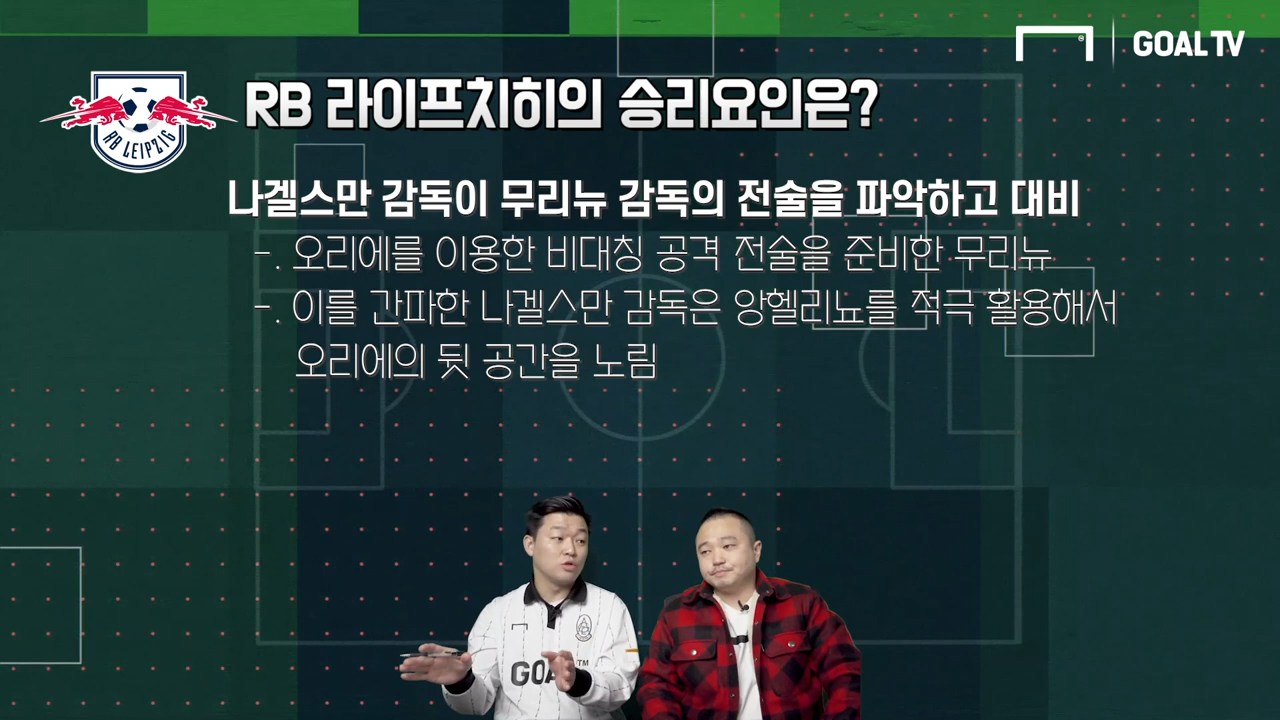 GOAL TV
RB LEIPZIG
RB 라이프치히의 승리요인은?
나겔스만 감독이 무리뉴 감독의 전술을 파악하고 대비
-. 오리에를 이용한 비대칭 공격 전술을 준비한 무리뉴
-. 이를 간파한 나겔스만 감독은 앙헬리뇨를 적극 활용해서
오리에의 뒷 공간을 노림
GOAL
TM